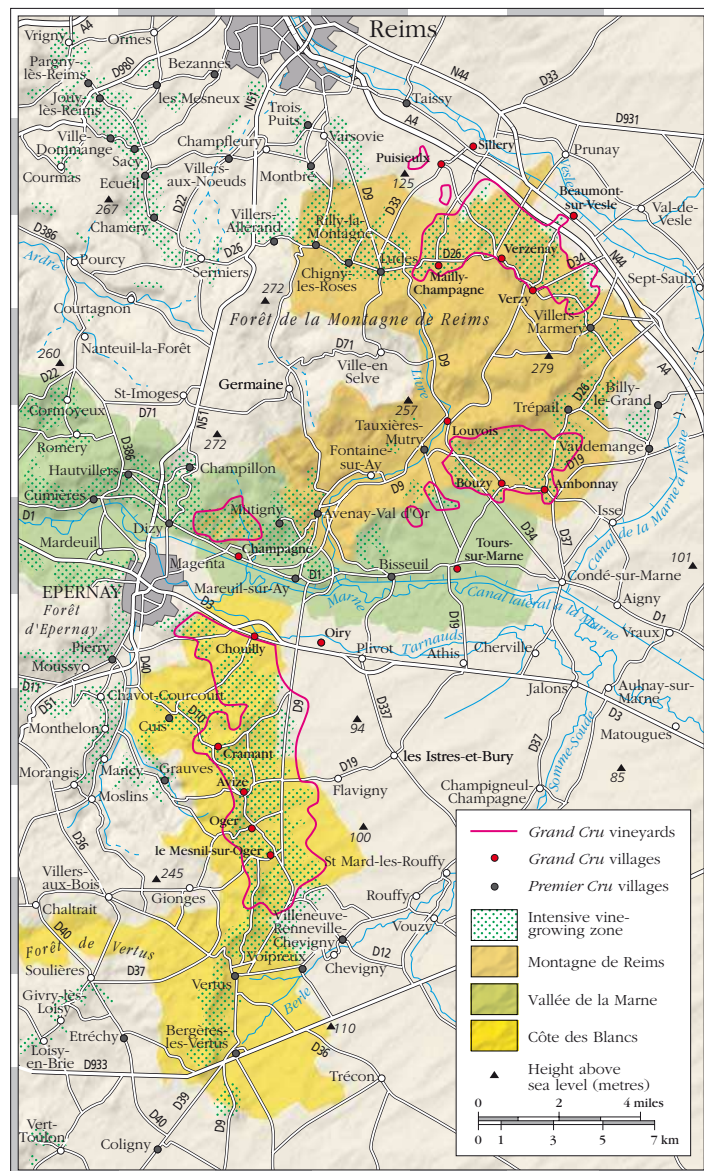 Reims
Vrigny
A4
Ormes
Pargny-
lès-Reims
D990
Bezannes
N51
N44
D33
Jouy-
lès-Reims
les Mesneux
Trois
Puits
Taissy
A4
D931
Ville-
Dommange
Champfleury
Varsovie
Sillery
Prunay
Sacy
Courmas
Ecueil
Villers-
aux-Noeuds
Montbré
Puisieulx
125
Vesle
Beaumont-
sur-Vesle
267
D22
D9
D33
Val-de-
Vesle
Chamery
Villers-
Allerand
Rilly-la-
Montagne
D386
D26
Ardre
Pourcy
Sermiers
Chigny-
les-Roses
Ludes
D26
Verzenay
D34
N44
Mailly-
Champagne
Sept-Saulx
272
Verzy
Courtagnon
Forêt de la Montagne de Reims
Villers-
Marmery
Nanteuil-la-Forêt
D71
D9
260
D22
Ville-en
Selve
279
A4
St-Imoges
Germaine
Livre
D26
Billy-
le-Grand
Cormoyeux
D71
N51
257
Trépail
Tauxières-
Mutry
Louvois
Romery
272
D386
Fontaine-
sur-Ay
Vaudemange
Hautvillers
Champillon
D19
Cumières
D9
Bouzy
Ambonnay
D1
Mutigny
Avenay-Val d'Or
Isse
Dizy
D34
D37
Canal de la Marne à l'Aisne
Mardeuil
Champagne
Tours-
sur-Marne
101
Magenta
D1
Bisseuil
Mareuil-sur-Ay
Condé-sur-Marne
EPERNAY
Marne
Canal latéral à la Marne
Aigny
D3
Forêt
d'Epernay
D19
D1
Oiry
Tarnauds
Vraux
Chouilly
Pierry
Plivot
Athis
Cherville
Moussy
D40
D11
D51
Jalons
Aulnay-sur-
Marne
Chavot-Courcourt
D9
D337
D10
Cuis
94
D3
Monthelon
Somme-Soude
Matougues
Cramant
les Istres-et-Bury
D37
Mancy
Grauves
D19
85
Morangis
Avize
Flavigny
Champigneul-
Champagne
Moslins
Oger
100
D36
le Mesnil-sur-Oger
St Mard-les-Rouffy
Villers-
aux-Bois
245
Gionges
Rouffy
Chaltrait
Villeneuve-
Renneville-
Chevigny
Vouzy
D40
Forêt de Vertus
Voipreux
D12
Soulières
D37
Chevigny
Vertus
Givry-les-
Loisy
Berle
110
Etréchy
Bergères-
les-Vertus
Loisy-
en-Brie
D36
D933
Trécon
D39
Vert-
Toulon
D40
D9
Coligny
Grand Cru vineyards
Grand Cru villages
Premier Cru villages
Intensive vine-
growing zone
Montagne de Reims
Vallée de la Marne
Côte des Blancs
Height above
sea level (metres)
0 2 4 miles
0 1 3 5 7 km